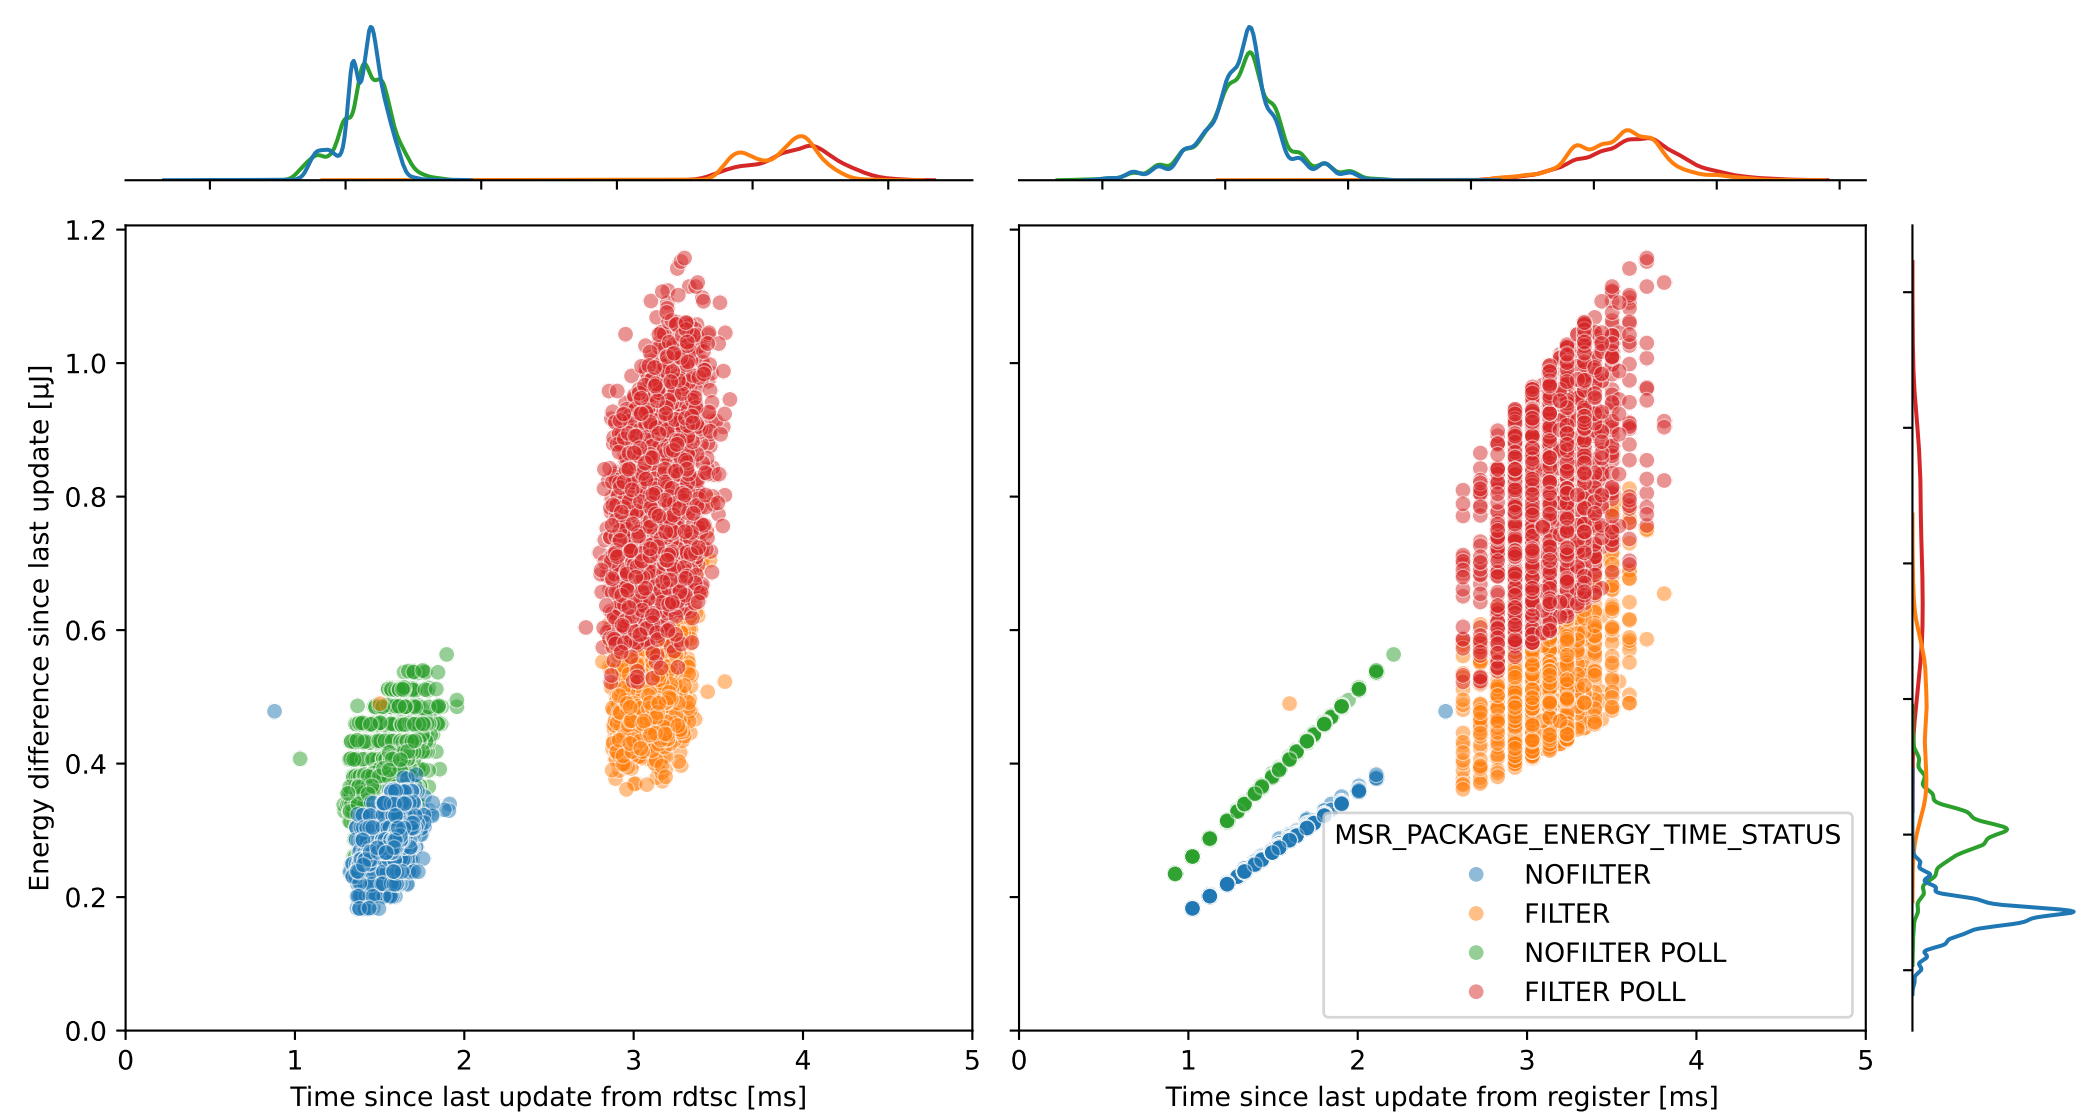 1.2
1.0
0.8
0.6
0.4
0.2
0.0
Energy difference since last update [µJ]
0 1 2 3 4 5
Time since last update from rdtsc [ms]
MSR_PACKAGE_ENERGY_TIME_STATUS
NOFILTER
FILTER
NOFILTER POLL
FILTER POLL
0 1 2 3 4 5
Time since last update from register [ms]